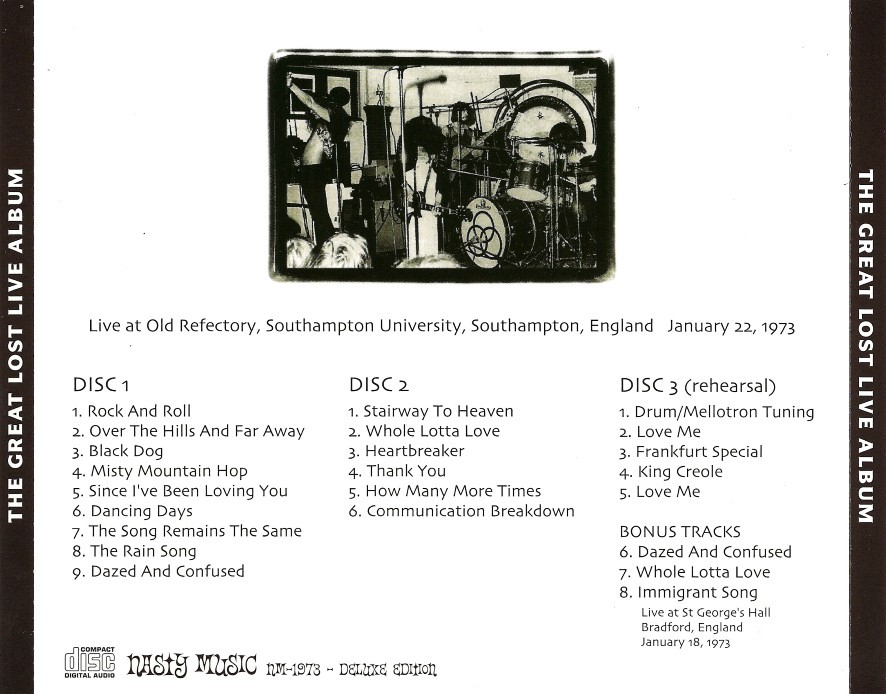 THE GREAT LOST LIVE ALBUM
Live at Old Refectory, Southampton University, Southampton, England January 22, 1973
DISC 1
1. Rock And Roll
2. Over The Hills And Far Away
3. Black Dog
4. Misty Mountain Hop
5. Since I've Been Loving You
6. Dancing Days
7. The Song Remains The Same
8. The Rain Song
9. Dazed And Confused
DISC 2
1. Stairway To Heaven
2. Whole Lotta Love
3. Heartbreaker
4. Thank You
5. How Many More Times
6. Communication Breakdown
DISC 3 (rehearsal)
1. Drum/Mellotron Tuning
2. Love Me
3. Frankfurt Special
4. King Creole
5. Love Me
BONUS TRACKS
6. Dazed And Confused
7. Whole Lotta Love
8. Immigrant Song
Live at St George's Hall
Bradford, England
January 18, 1973
COMPACT
disc
DIGITAL AUDIO
NASTY MUSIC NM-1973 - DELUXE EDITION
THE GREAT LOST LIVE ALBUM